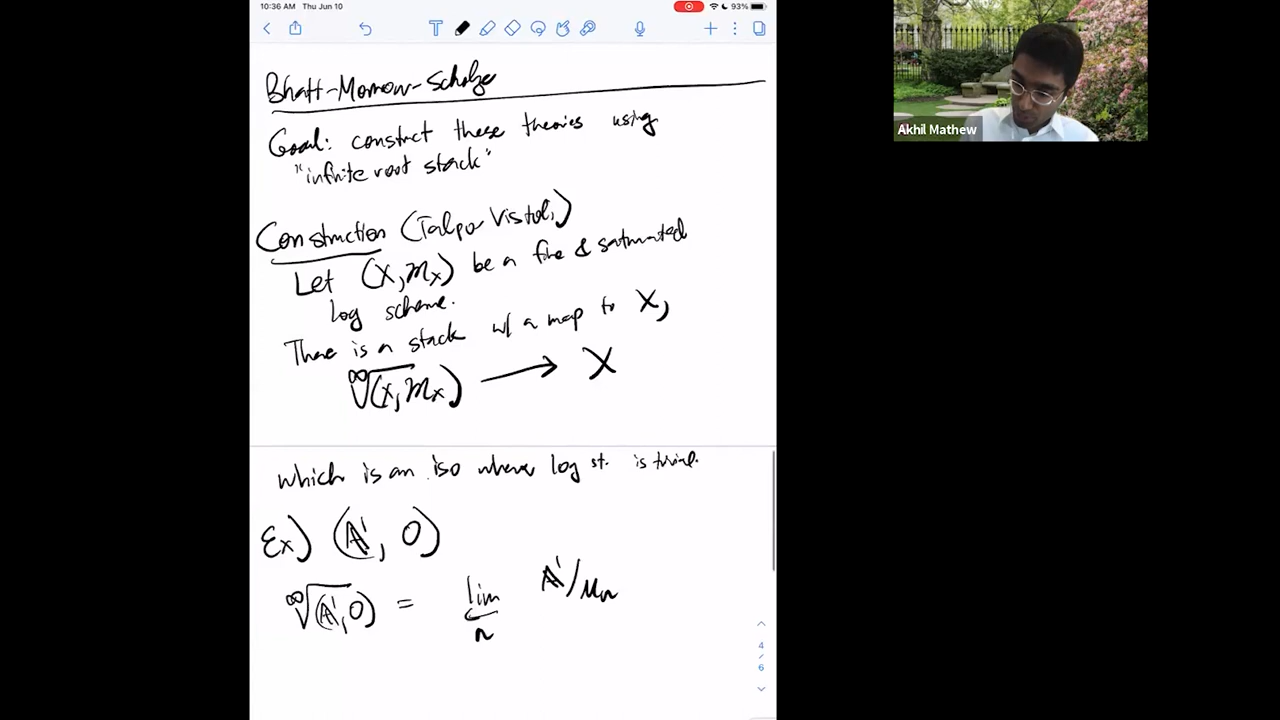 10:36 AM Thu Jun 10
93%
Bhatt-Morrow-Scholze
Goal: construct these theories using
"infinite root stack"
Construction (Talpo Vistoli)
Let (X, M_X) be a fine & saturated
log scheme.
There is a stack w/ a map to X,
∞√(X, M_X) ⟶ X
which is an iso where log st. is trivial.
Ex) (𝔸¹, 0)
∞√(𝔸¹, 0) = lim← n 𝔸¹/μ_n
4
/
6
Akhil Mathew